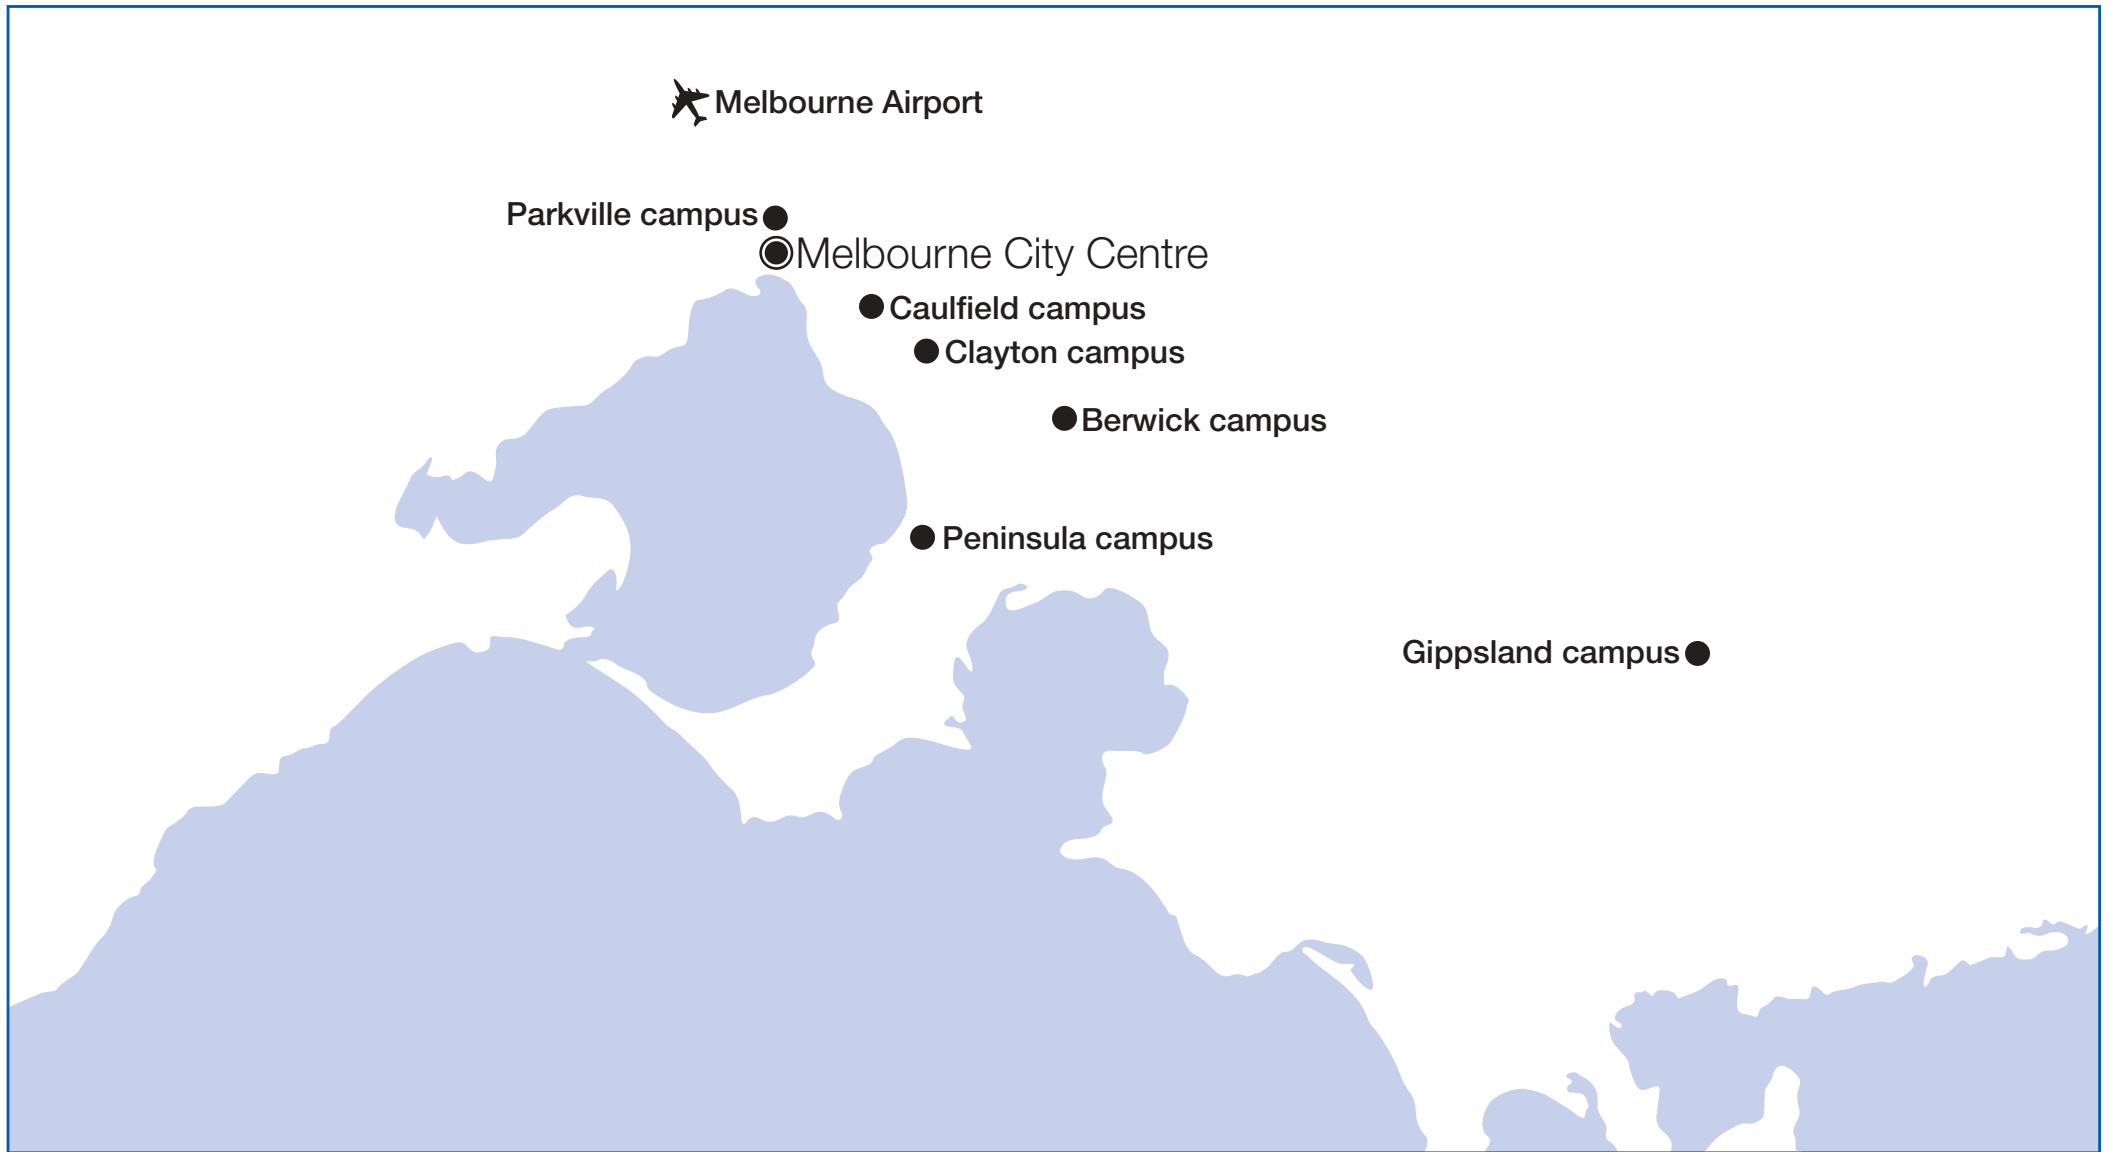 Melbourne Airport
Parkville campus
Melbourne City Centre
Caulfield campus
Clayton campus
Berwick campus
Peninsula campus
Gippsland campus